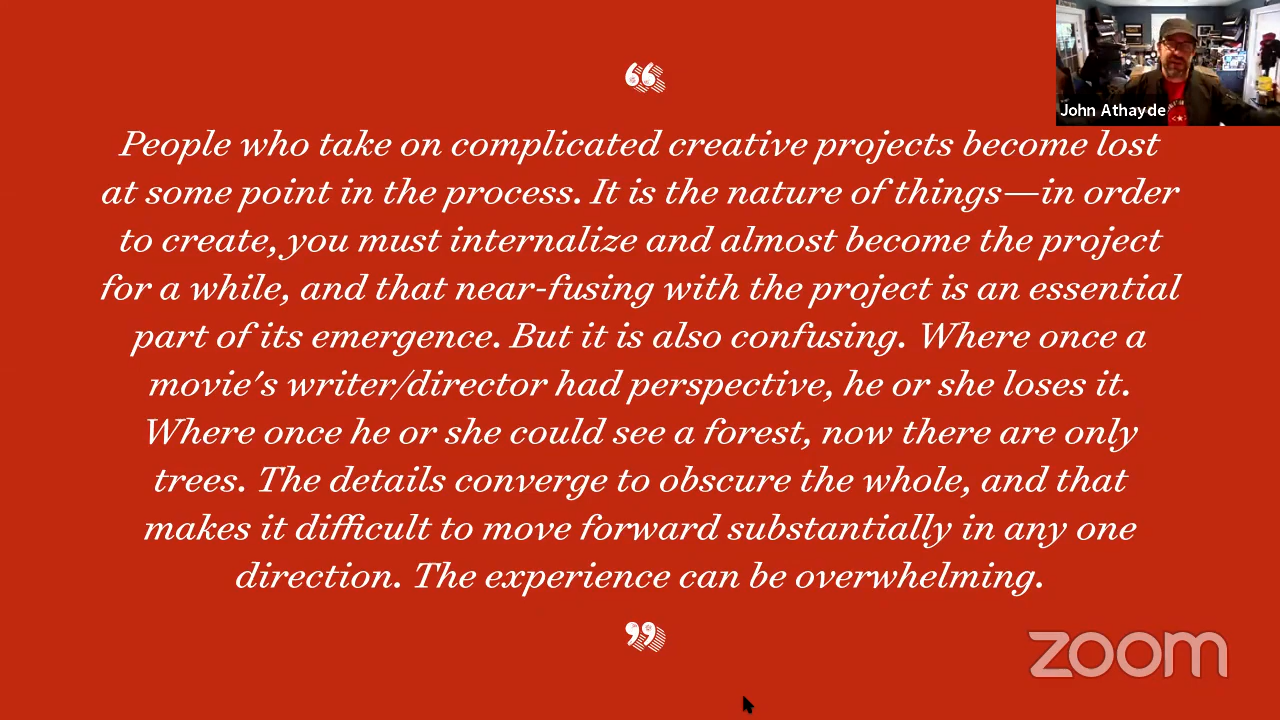 “
People who take on complicated creative projects become lost
at some point in the process. It is the nature of things—in order
to create, you must internalize and almost become the project
for a while, and that near-fusing with the project is an essential
part of its emergence. But it is also confusing. Where once a
movie's writer/director had perspective, he or she loses it.
Where once he or she could see a forest, now there are only
trees. The details converge to obscure the whole, and that
makes it difficult to move forward substantially in any one
direction. The experience can be overwhelming.
”
John Athayde
zoom